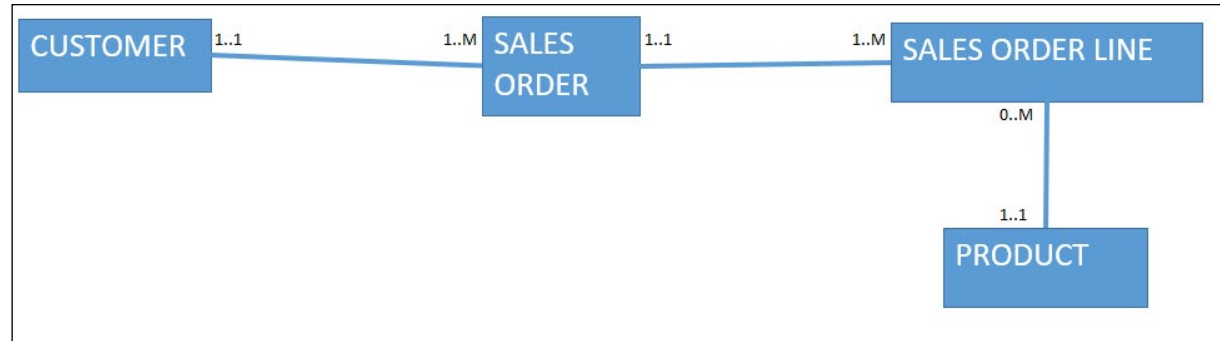 CUSTOMER
1..1
1..M
SALES
ORDER
1..1
1..M
SALES ORDER LINE
0..M
1..1
PRODUCT